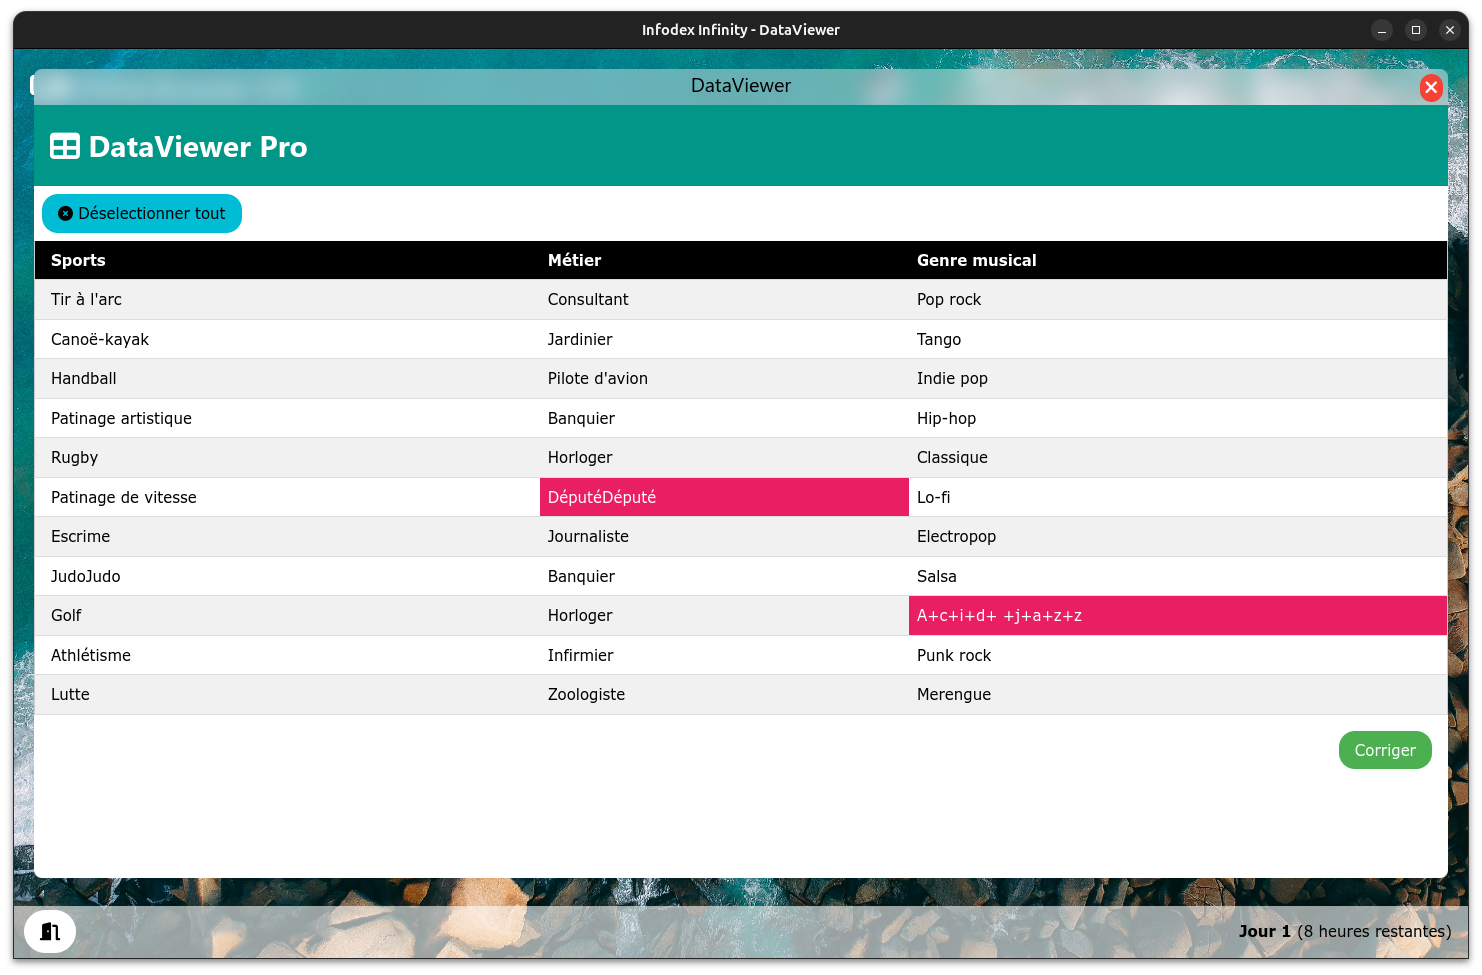 Infodex Infinity - DataViewer
DataViewer
DataViewer Pro
Déselectionner tout
Sports Métier Genre musical
Tir à l'arc Consultant Pop rock
Canoë-kayak Jardinier Tango
Handball Pilote d'avion Indie pop
Patinage artistique Banquier Hip-hop
Rugby Horloger Classique
Patinage de vitesse DéputéDéputé Lo-fi
Escrime Journaliste Electropop
JudoJudo Banquier Salsa
Golf Horloger A+c+i+d+ +j+a+z+z
Athlétisme Infirmier Punk rock
Lutte Zoologiste Merengue
Corriger
Jour 1 (8 heures restantes)